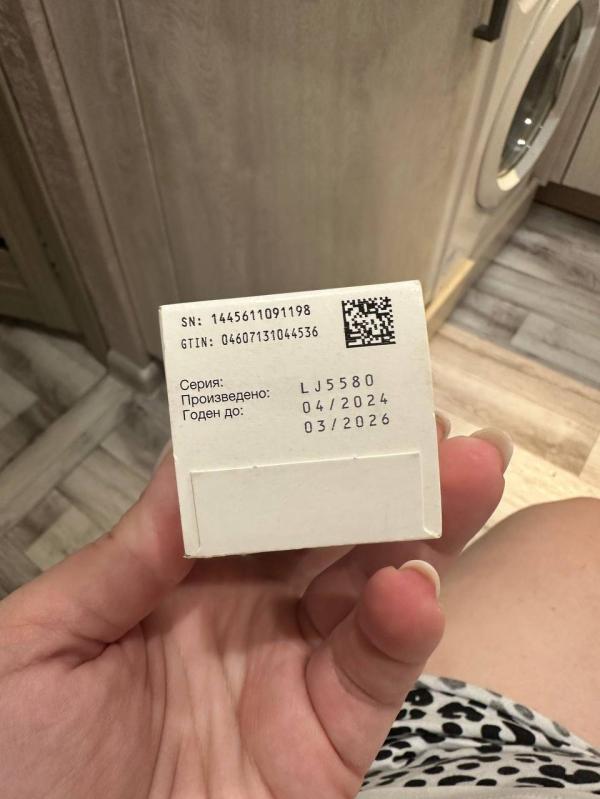 SN: 1445611091198
GTIN: 04607131044536
Серия: LJ5580
Произведено: 04/2024
Годен до: 03/2026